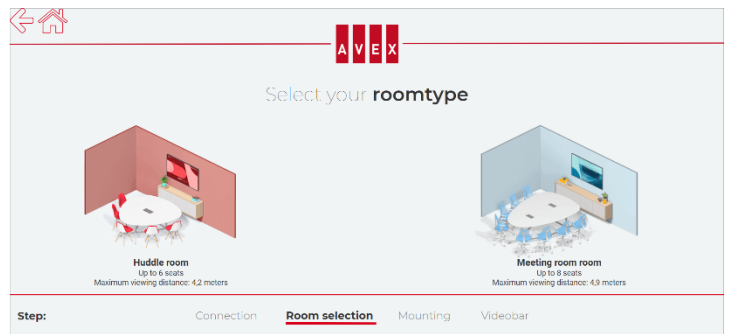 AVEX
Select your roomtype
Huddle room
Up to 6 seats
Maximum viewing distance: 4,2 meters
Meeting room room
Up to 8 seats
Maximum viewing distance: 4,9 meters
Step: Connection Room selection Mounting Videobar